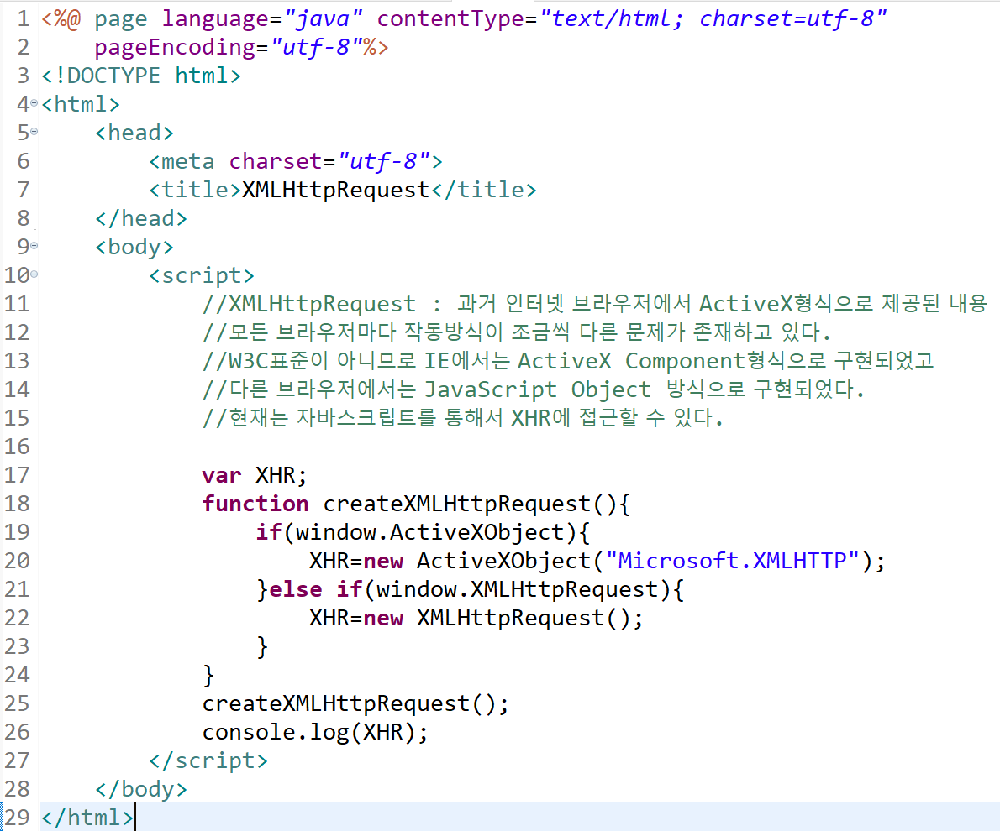 1 <%@ page language="java" contentType="text/html; charset=utf-8"
2     pageEncoding="utf-8"%>
3 <!DOCTYPE html>
4 <html>
5     <head>
6         <meta charset="utf-8">
7         <title>XMLHttpRequest</title>
8     </head>
9     <body>
10         <script>
11             //XMLHttpRequest : 과거 인터넷 브라우저에서 ActiveX형식으로 제공된 내용
12             //모든 브라우저마다 작동방식이 조금씩 다른 문제가 존재하고 있다.
13             //W3C표준이 아니므로 IE에서는 ActiveX Component형식으로 구현되었고
14             //다른 브라우저에서는 JavaScript Object 방식으로 구현되었다.
15             //현재는 자바스크립트를 통해서 XHR에 접근할 수 있다.
16
17             var XHR;
18             function createXMLHttpRequest(){
19                 if(window.ActiveXObject){
20                     XHR=new ActiveXObject("Microsoft.XMLHTTP");
21                 }else if(window.XMLHttpRequest){
22                     XHR=new XMLHttpRequest();
23                 }
24             }
25             createXMLHttpRequest();
26             console.log(XHR);
27         </script>
28     </body>
29 </html>